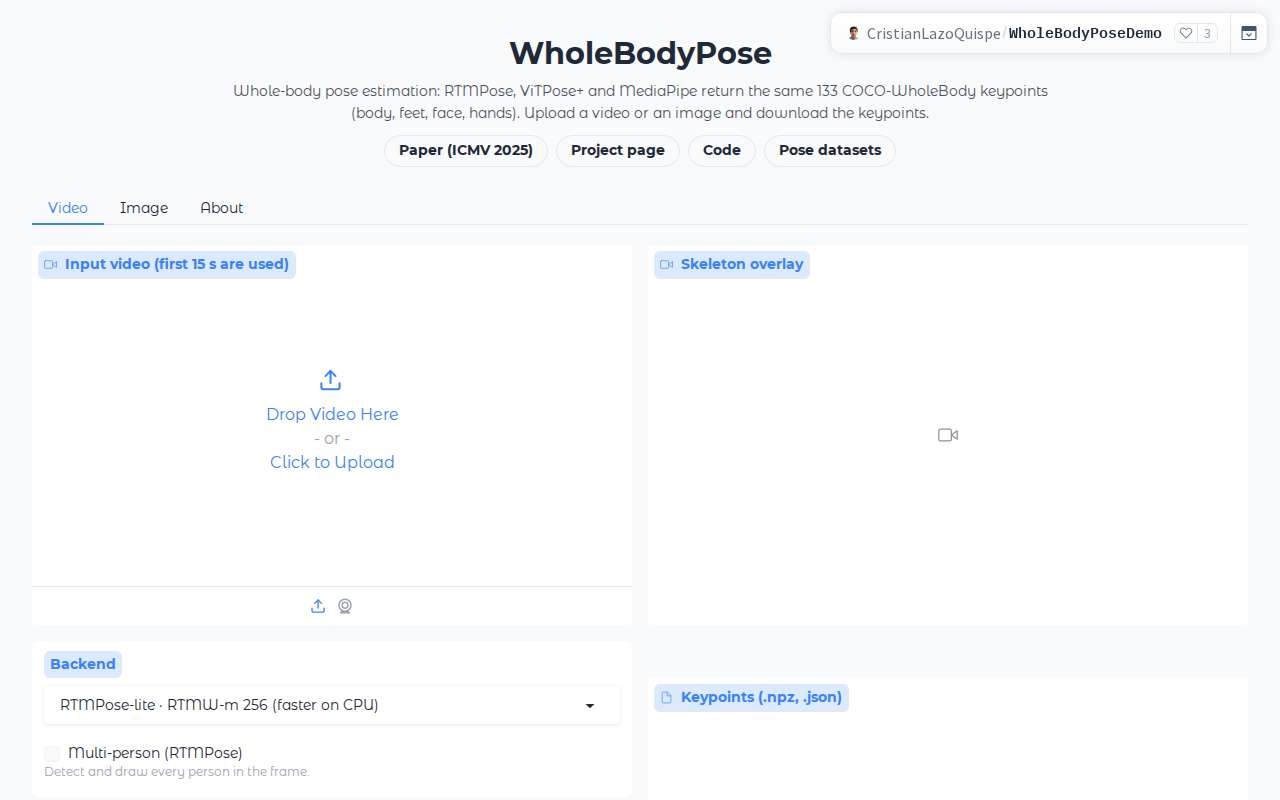 CristianLazoQuispe/WholeBodyPoseDemo 3
WholeBodyPose
Whole-body pose estimation: RTMPose, ViTPose+ and MediaPipe return the same 133 COCO-WholeBody keypoints
(body, feet, face, hands). Upload a video or an image and download the keypoints.
Paper (ICMV 2025) Project page Code Pose datasets
Video Image About
Input video (first 15 s are used)
Skeleton overlay
Drop Video Here
- or -
Click to Upload
Backend
RTMPose-lite · RTMW-m 256 (faster on CPU)
Multi-person (RTMPose)
Detect and draw every person in the frame.
Keypoints (.npz, .json)